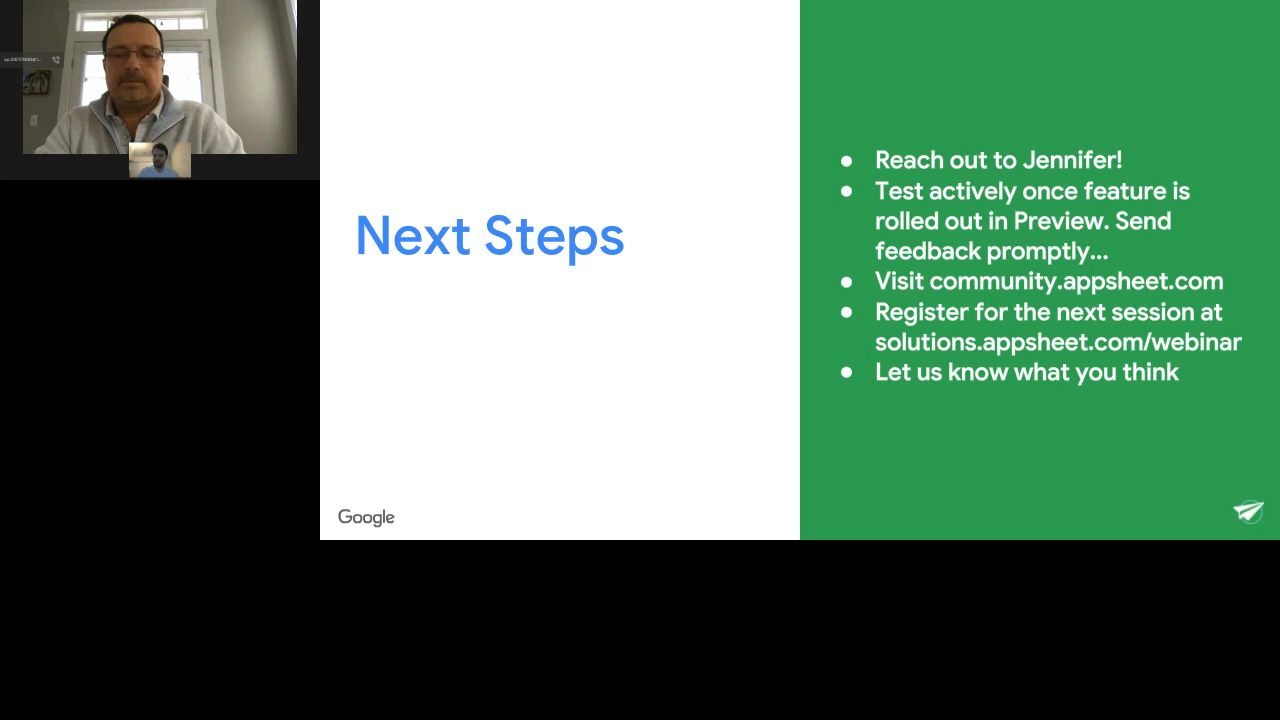 Next Steps
Google
● Reach out to Jennifer!
● Test actively once feature is
rolled out in Preview. Send
feedback promptly...
● Visit community.appsheet.com
● Register for the next session at
solutions.appsheet.com/webinar
● Let us know what you think